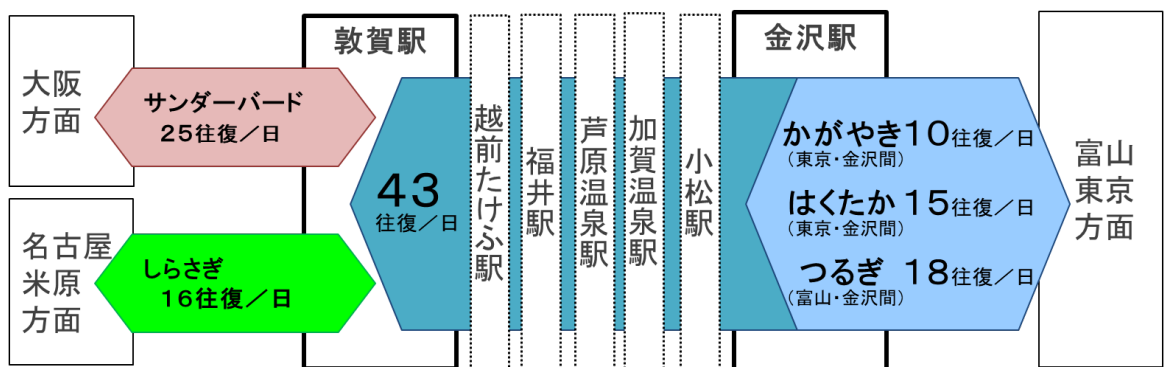 大阪
方面
サンダーバード
25往復／日
名古屋
米原
方面
しらさぎ
16往復／日
敦賀駅
43
往復／日
越前たけふ駅
福井駅
芦原温泉駅
加賀温泉駅
小松駅
金沢駅
かがやき10往復／日
（東京・金沢間）
はくたか 15往復／日
（東京・金沢間）
つるぎ 18往復／日
（富山・金沢間）
富山
東京
方面